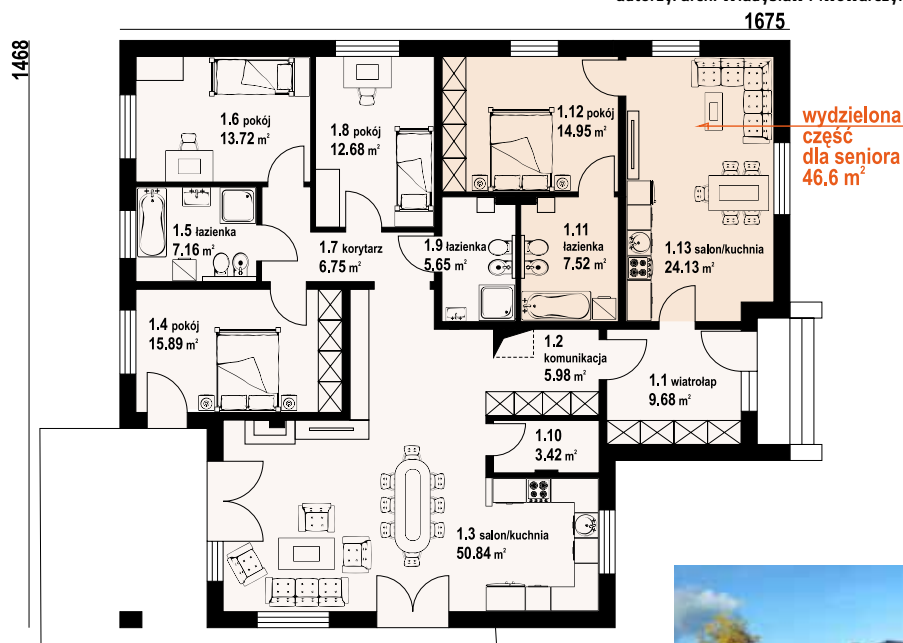 1675
1468
1.6 pokój
13.72 m²
1.8 pokój
12.68 m²
1.12 pokój
14.95 m²
wydzielona
część
dla seniora
46.6 m²
1.5 łazienka
7.16 m²
1.7 korytarz
6.75 m²
1.9 łazienka
5.65 m²
1.11
łazienka
7.52 m²
1.13 salon/kuchnia
24.13 m²
1.4 pokój
15.89 m²
1.2
komunikacja
5.98 m²
1.1 wiatrołap
9.68 m²
1.10
3.42 m²
1.3 salon/kuchnia
50.84 m²